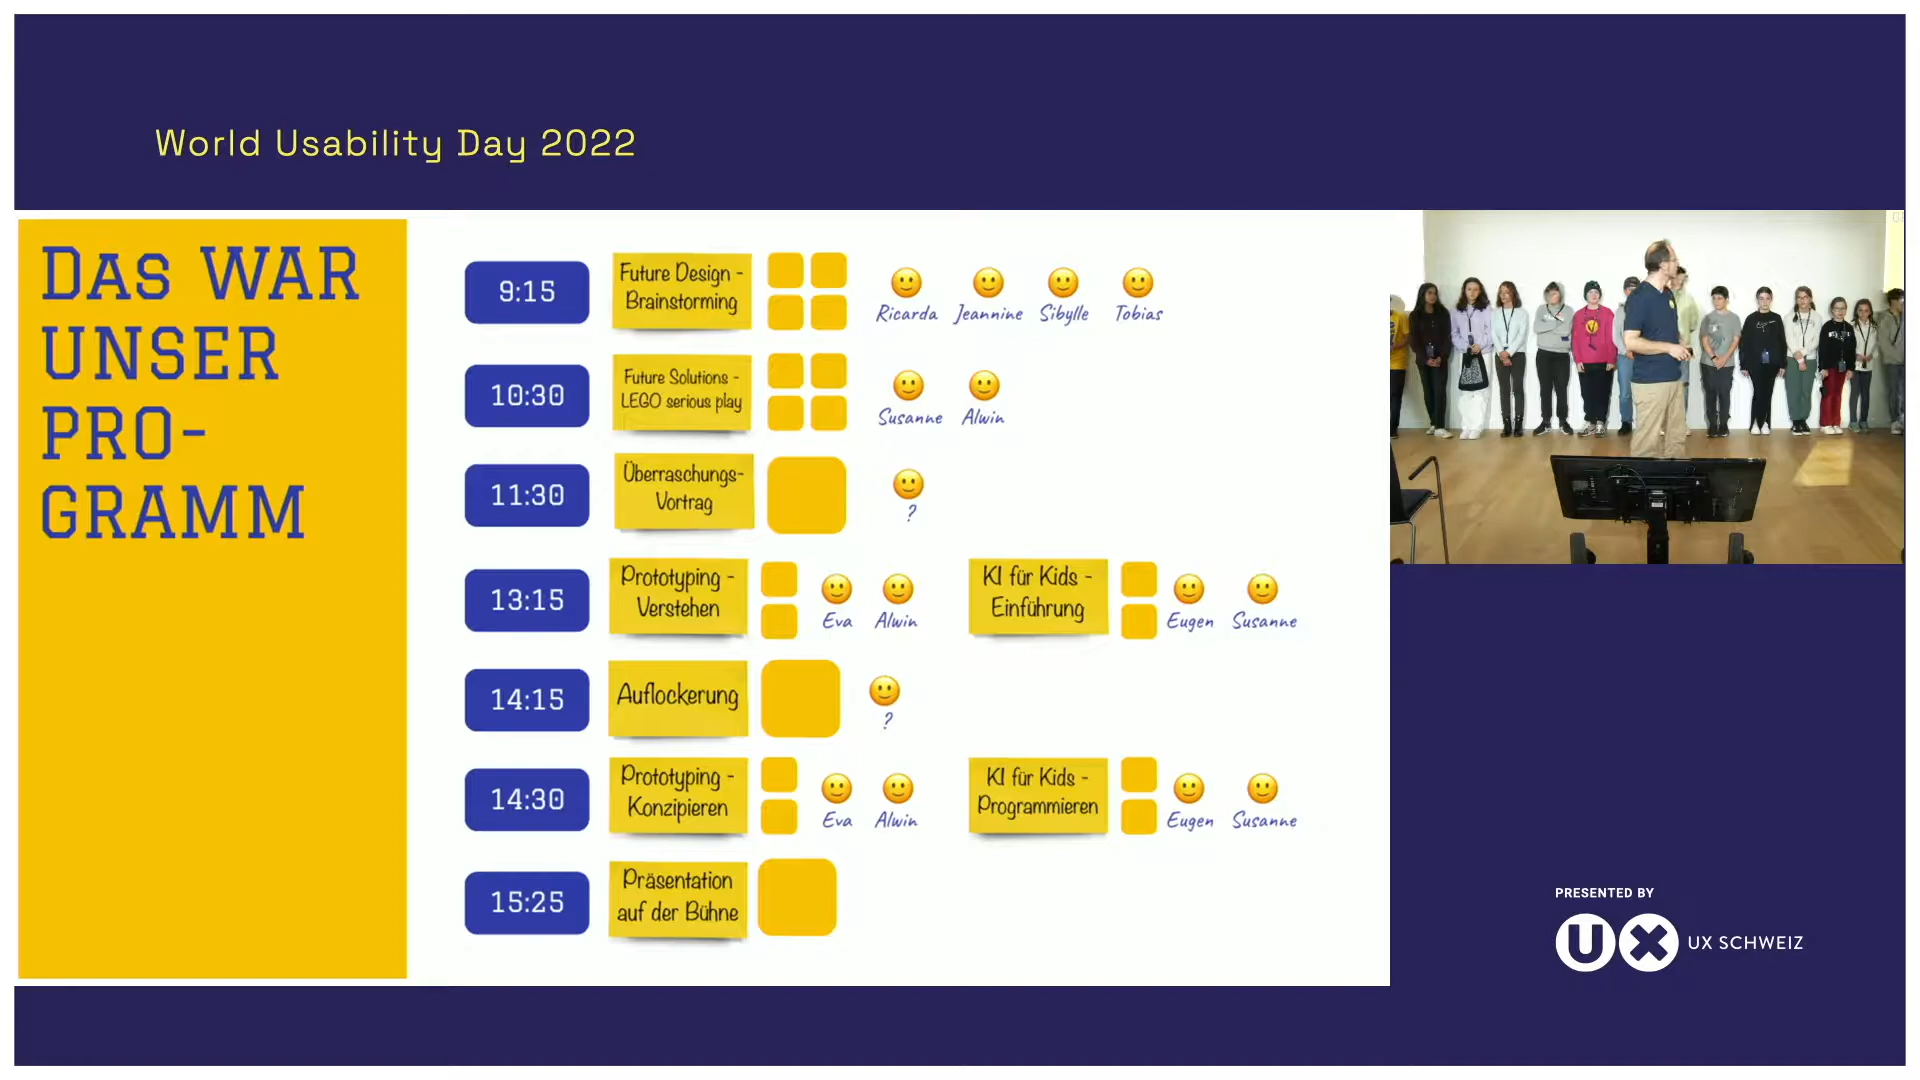 World Usability Day 2022
DAS WAR
UNSER
PRO-
GRAMM
9:15
Future Design -
Brainstorming
Ricarda Jeannine Sibylle Tobias
10:30
Future Solutions -
LEGO serious play
Susanne Alwin
11:30
Überraschungs-
Vortrag
?
13:15
Prototyping -
Verstehen
Eva Alwin
KI für Kids -
Einführung
Eugen Susanne
14:15
Auflockerung
?
14:30
Prototyping -
Konzipieren
Eva Alwin
KI für Kids -
Programmieren
Eugen Susanne
15:25
Präsentation
auf der Bühne
PRESENTED BY
UX UX SCHWEIZ